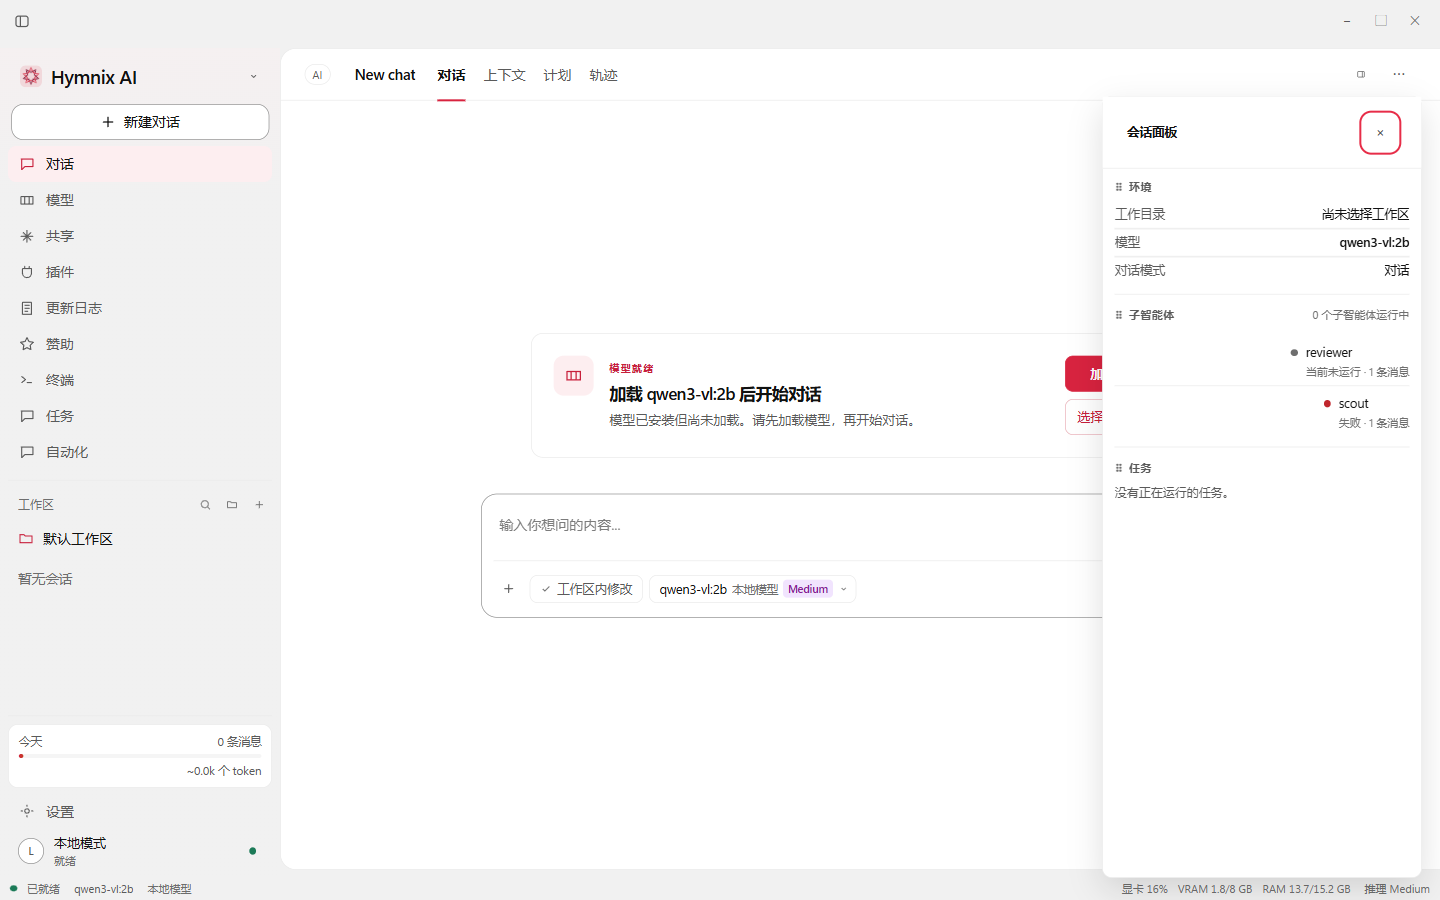 Hymnix AI
新建对话
对话
模型
共享
插件
更新日志
赞助
终端
任务
自动化
工作区
默认工作区
暂无会话
今天 0 条消息
~0.0k 个 token
设置
L 本地模式
就绪
AI New chat 对话 上下文 计划 轨迹
模型就绪
加载 qwen3-vl:2b 后开始对话
模型已安装但尚未加载。请先加载模型，再开始对话。
加
选择
输入你想问的内容...
工作区内修改 qwen3-vl:2b 本地模型 Medium
会话面板
环境
工作目录 尚未选择工作区
模型 qwen3-vl:2b
对话模式 对话
子智能体 0 个子智能体运行中
reviewer
当前未运行 · 1 条消息
scout
失败 · 1 条消息
任务
没有正在运行的任务。
已就绪 qwen3-vl:2b 本地模型 显卡 16% VRAM 1.8/8 GB RAM 13.7/15.2 GB 推理 Medium